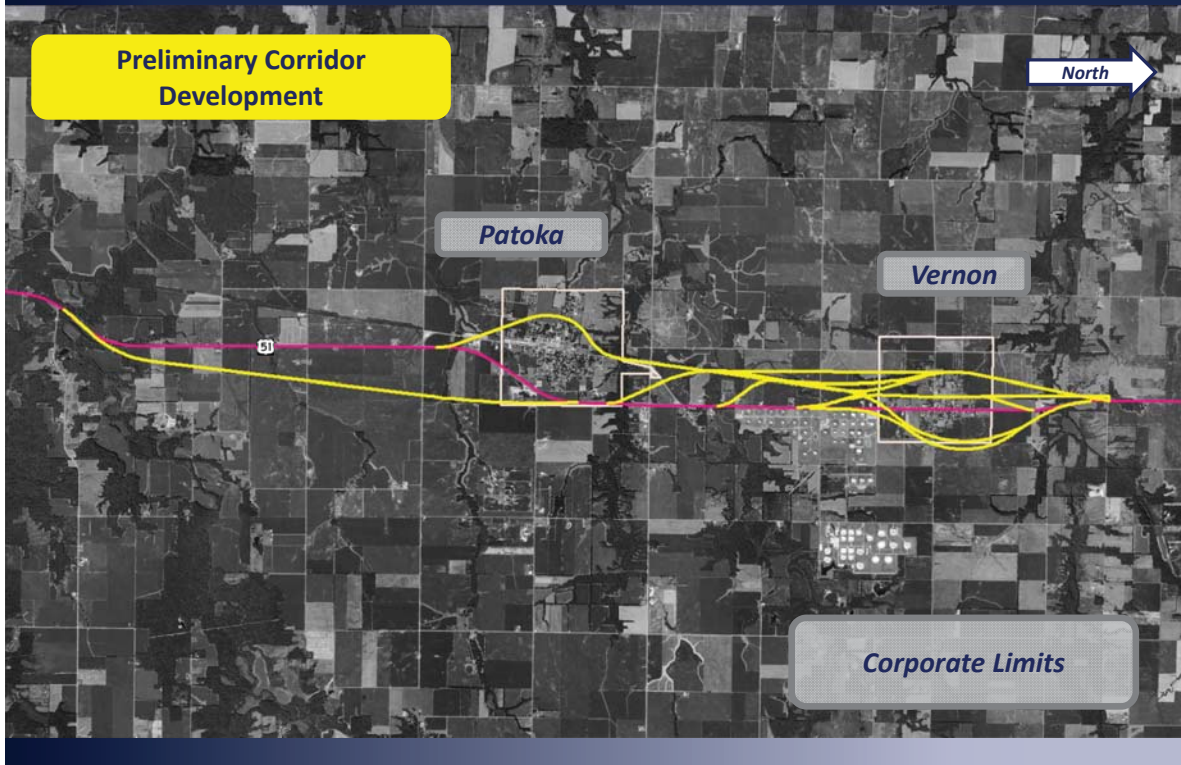 Preliminary Corridor
Development
North
Patoka
Vernon
51
Corporate Limits